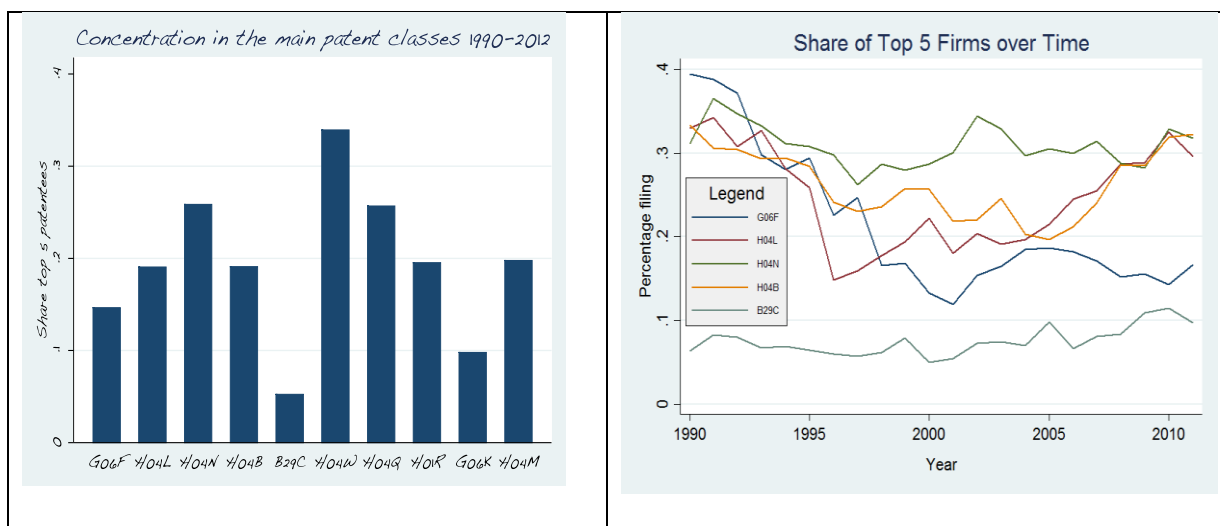 Concentration in the main patent classes 1990-2012
Share top 5 patentees
.4
.3
.2
.1
0
G06F H04L H04N H04B B29C H04W H04Q H01R G06K H04M
Share of Top 5 Firms over Time
Percentage filing
.4
.3
.2
.1
0
Legend
G06F
H04L
H04N
H04B
B29C
1990 1995 2000 2005 2010
Year